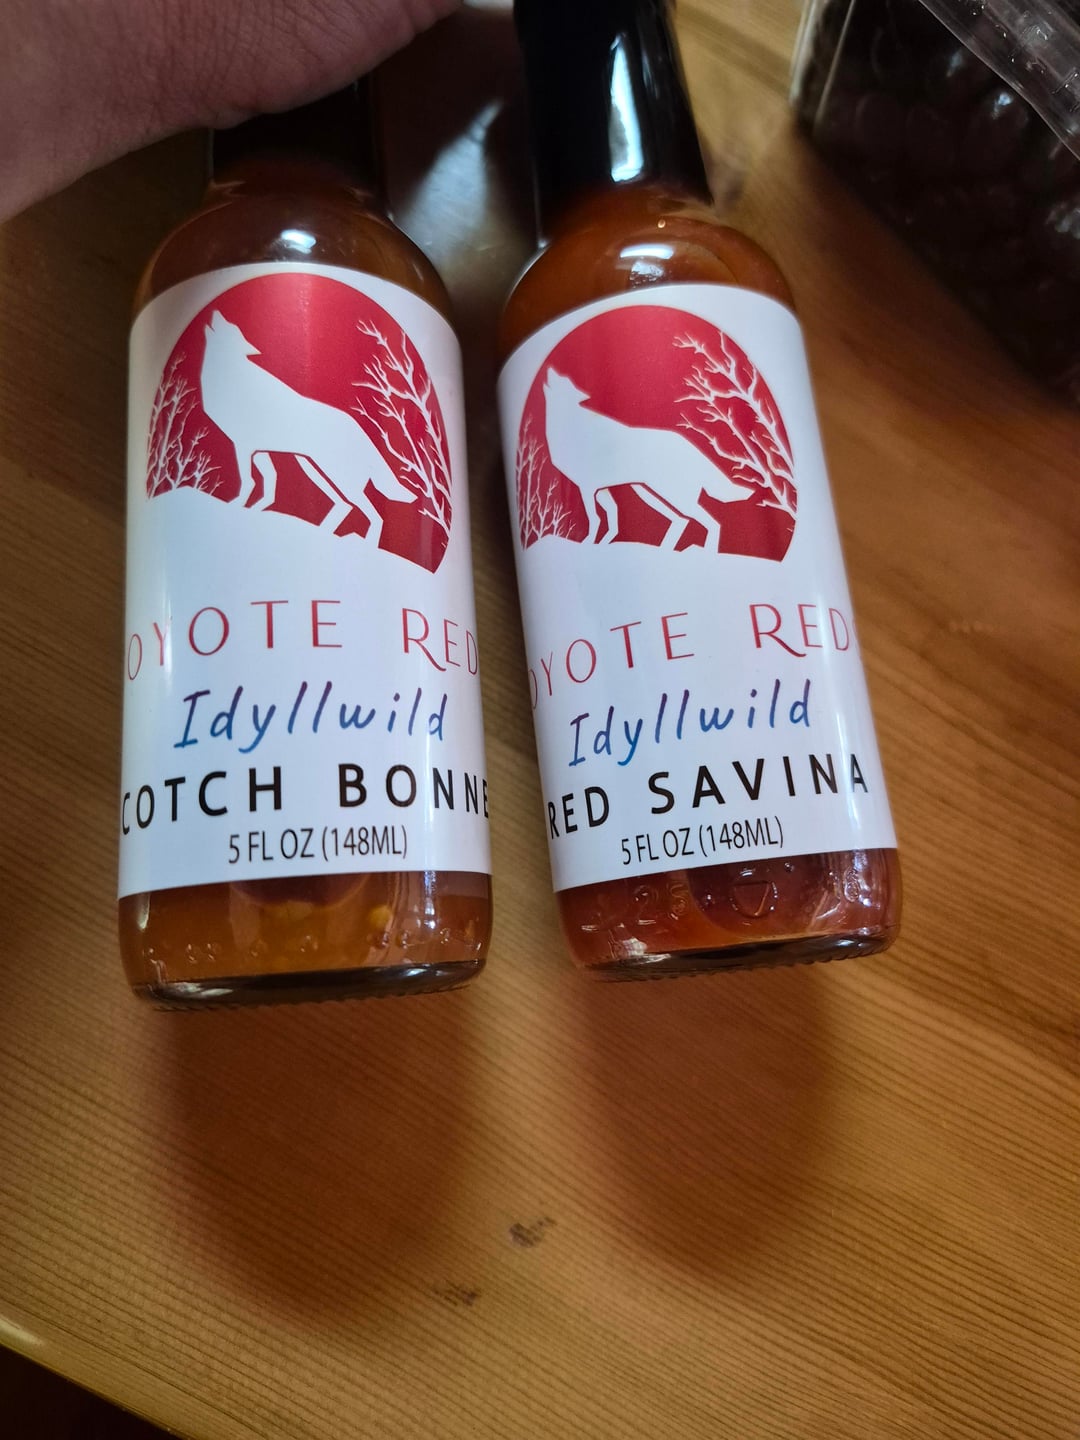 OYOTE RED
Idyllwild
COTCH BONNE
5 FL OZ (148ML)
OYOTE RED
Idyllwild
RED SAVINA
5 FL OZ (148ML)